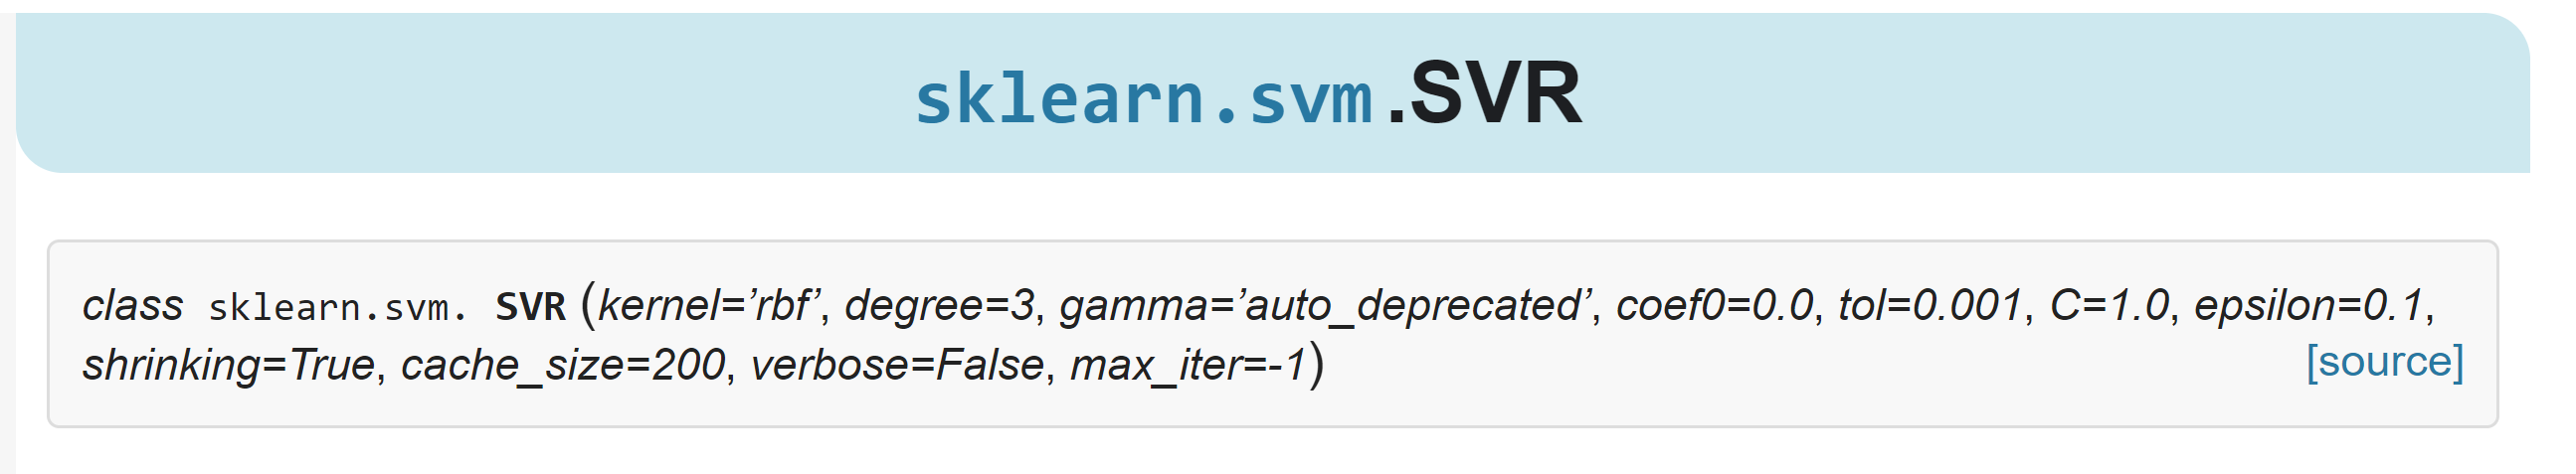 sklearn.svm.SVR
class sklearn.svm. SVR (kernel=’rbf’, degree=3, gamma=’auto_deprecated’, coef0=0.0, tol=0.001, C=1.0, epsilon=0.1,
shrinking=True, cache_size=200, verbose=False, max_iter=-1) [source]